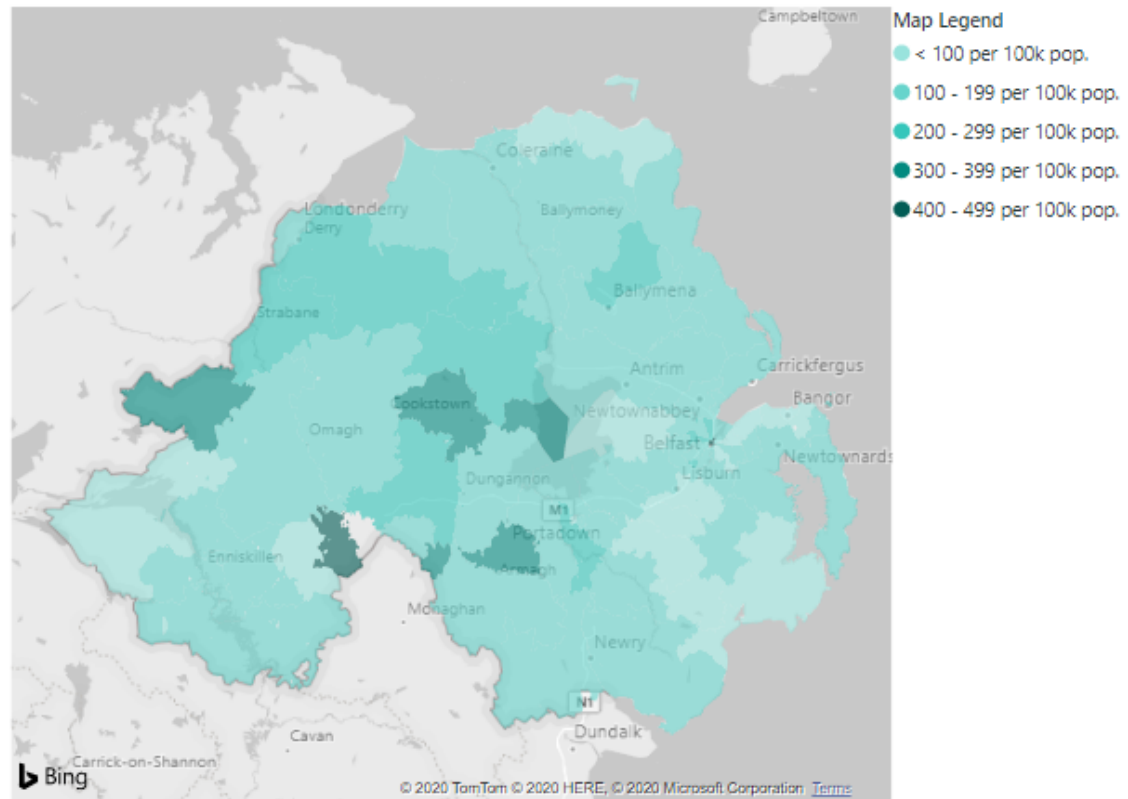 Campbeltown
Map Legend
< 100 per 100k pop.
100 - 199 per 100k pop.
200 - 299 per 100k pop.
300 - 399 per 100k pop.
400 - 499 per 100k pop.
Coleraine
Londonderry
Derry
Ballymoney
Ballymena
Strabane
Antrim
Carrickfergus
Bangor
Cookstown
Newtownabbey
Omagh
Belfast
Newtownards
Lisburn
Dungannon
M1
Portadown
Enniskillen
Armagh
Monaghan
Newry
N1
Dundalk
Cavan
Carrick-on-Shannon
Bing
© 2020 TomTom © 2020 HERE, © 2020 Microsoft Corporation Terms